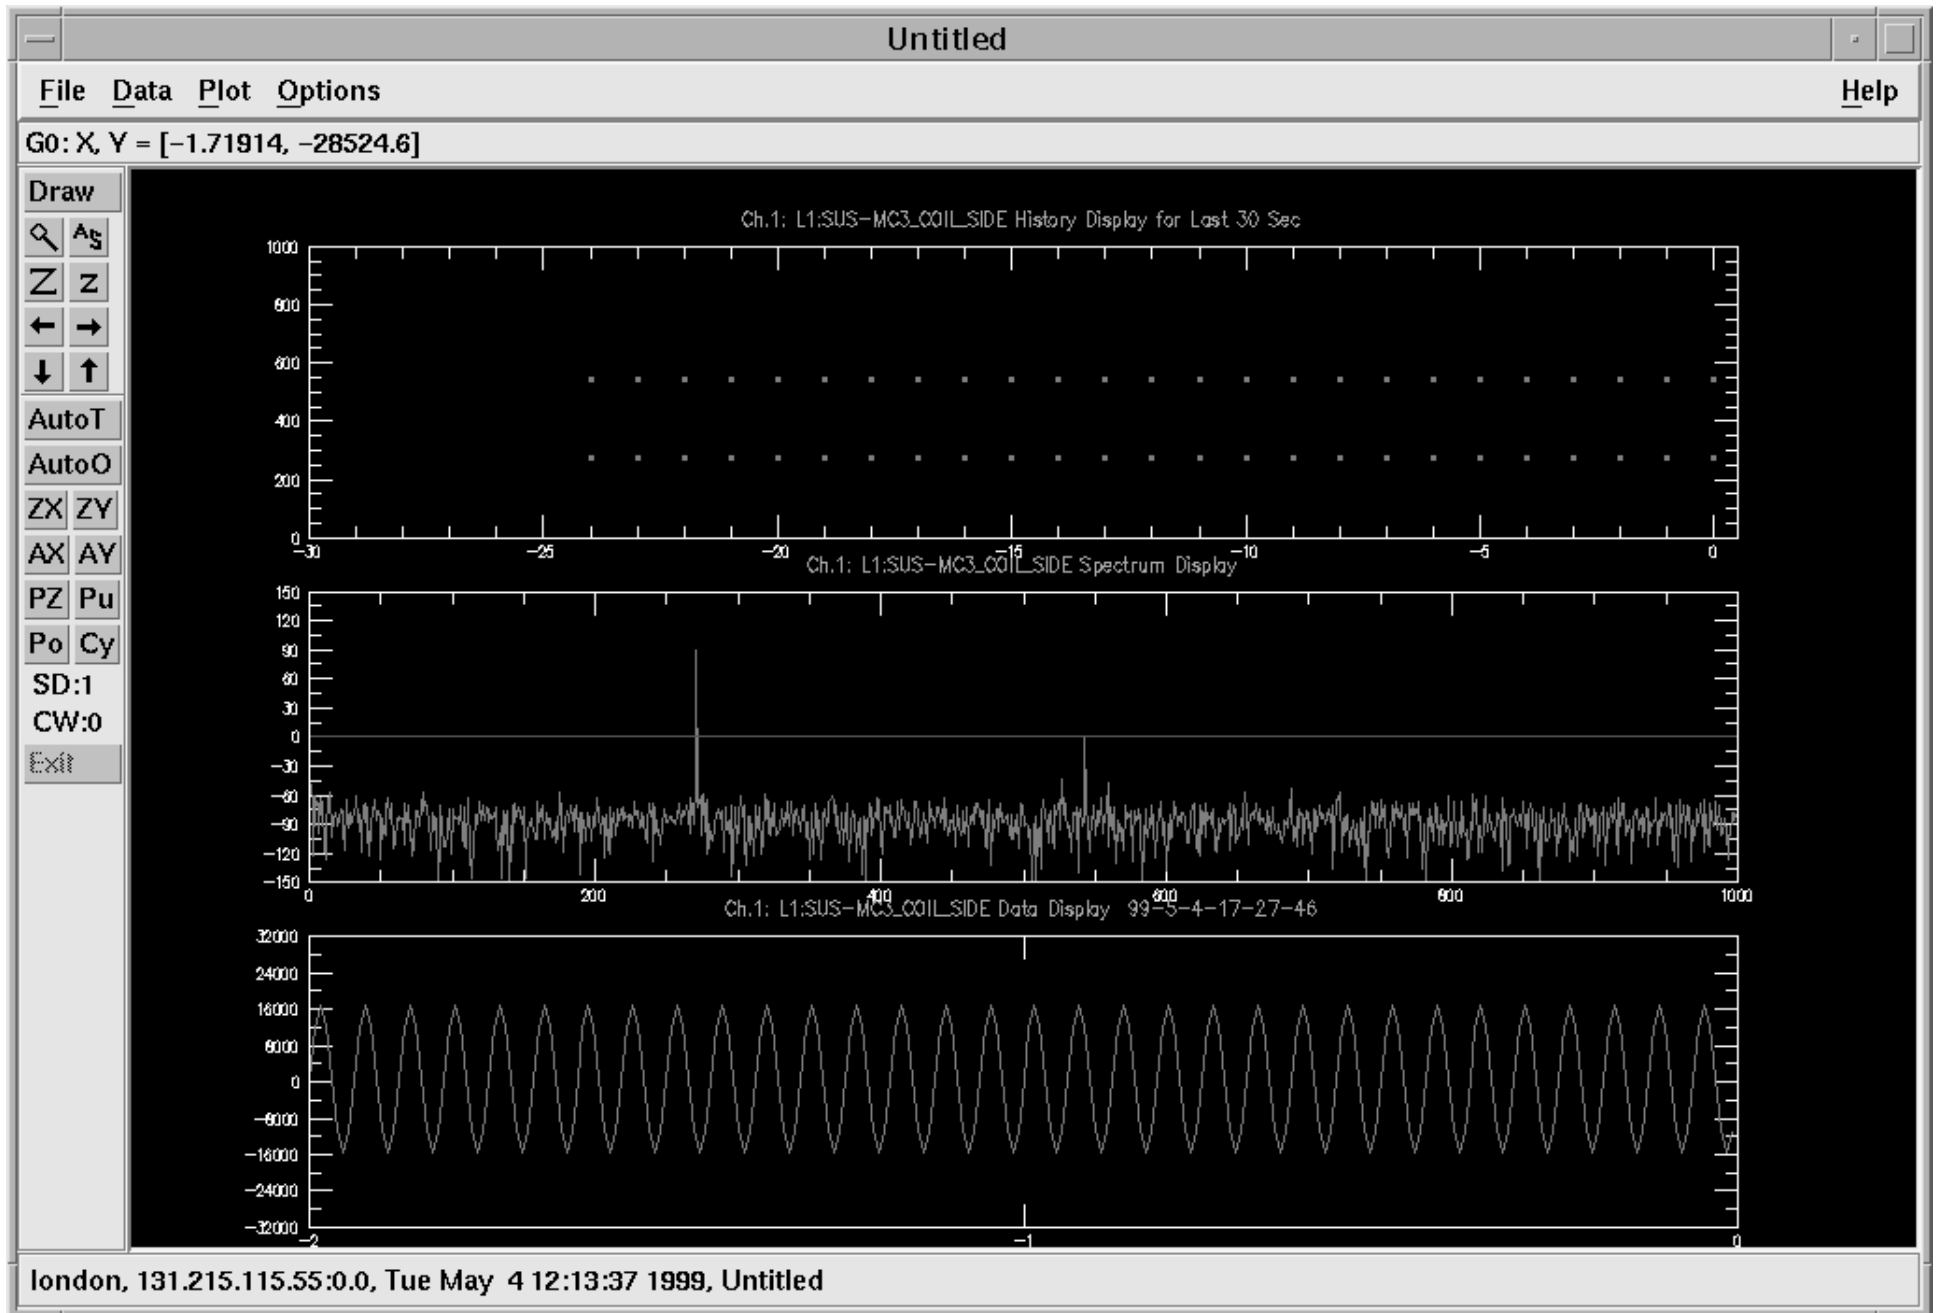 Untitled
File Data Plot Options Help
G0: X, Y = [-1.71914, -28524.6]
Draw
As
Z z
← →
↓ ↑
AutoT
AutoO
ZX ZY
AX AY
PZ Pu
Po Cy
SD:1
CW:0
Exit
Ch.1: L1:SUS-MC3_COIL_SIDE History Display for Last 30 Sec
1000
800
600
400
200
0
-30 -25 -20 -15 -10 -5 0
Ch.1: L1:SUS-MC3_COIL_SIDE Spectrum Display
150
120
90
60
30
0
-30
-60
-90
-120
-150
0 200 400 600 800 1000
Ch.1: L1:SUS-MC3_COIL_SIDE Data Display 99-5-4-17-27-46
32000
24000
16000
8000
0
-8000
-16000
-24000
-32000
-2 -1 0
london, 131.215.115.55:0.0, Tue May 4 12:13:37 1999, Untitled